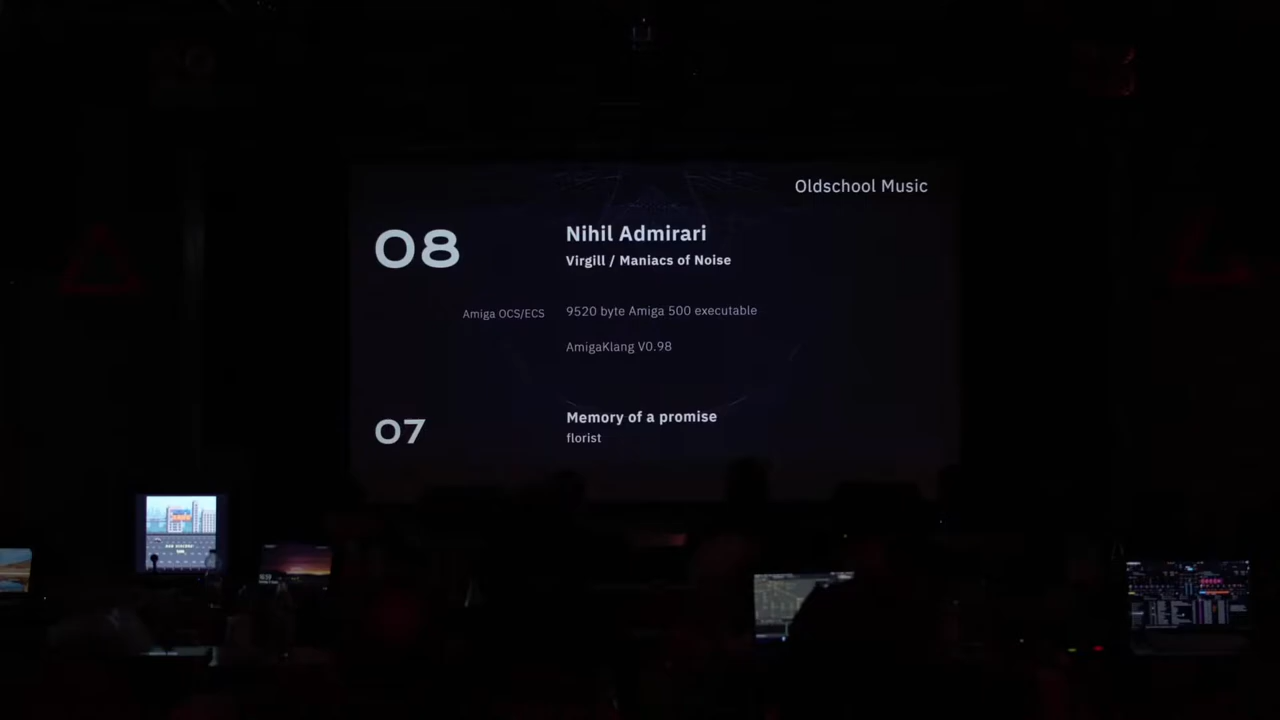 Oldschool Music
08
Nihil Admirari
Virgill / Maniacs of Noise
Amiga OCS/ECS
9520 byte Amiga 500 executable
AmigaKlang V0.98
07
Memory of a promise
florist